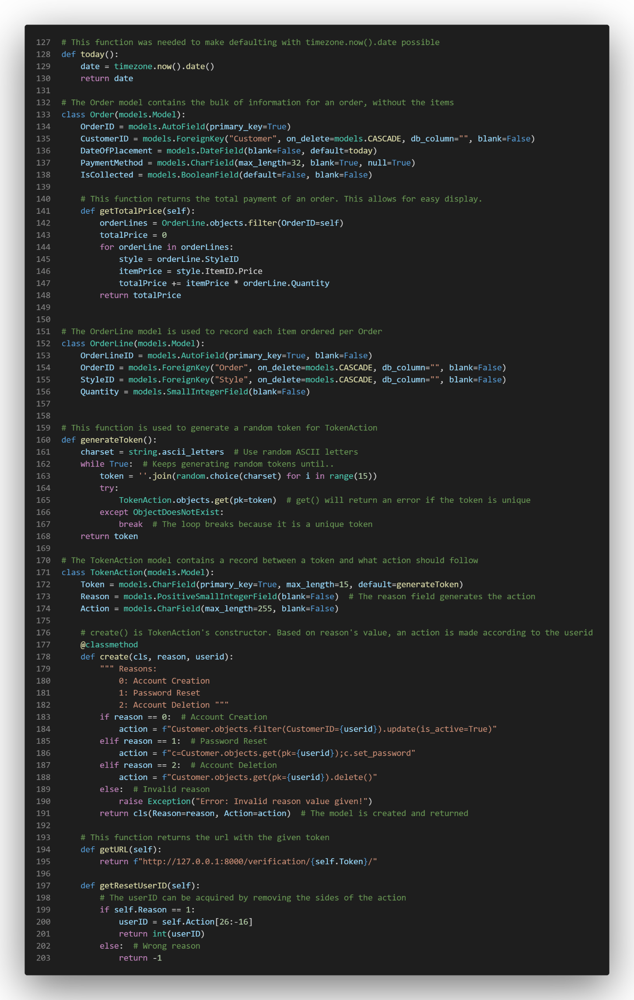 127 # This function was needed to make defaulting with timezone.now().date possible
128 def today():
129     date = timezone.now().date()
130     return date
131
132 # The Order model contains the bulk of information for an order, without the items
133 class Order(models.Model):
134     OrderID = models.AutoField(primary_key=True)
135     CustomerID = models.ForeignKey("Customer", on_delete=models.CASCADE, db_column="", blank=False)
136     DateOfPlacement = models.DateField(blank=False, default=today)
137     PaymentMethod = models.CharField(max_length=32, blank=True, null=True)
138     IsCollected = models.BooleanField(default=False, blank=False)
139
140     # This function returns the total payment of an order. This allows for easy display.
141     def getTotalPrice(self):
142         orderLines = OrderLine.objects.filter(OrderID=self)
143         totalPrice = 0
144         for orderLine in orderLines:
145             style = orderLine.StyleID
146             itemPrice = style.ItemID.Price
147             totalPrice += itemPrice * orderLine.Quantity
148         return totalPrice
149
150
151 # The OrderLine model is used to record each item ordered per Order
152 class OrderLine(models.Model):
153     OrderLineID = models.AutoField(primary_key=True, blank=False)
154     OrderID = models.ForeignKey("Order", on_delete=models.CASCADE, db_column="", blank=False)
155     StyleID = models.ForeignKey("Style", on_delete=models.CASCADE, db_column="", blank=False)
156     Quantity = models.SmallIntegerField(blank=False)
157
158
159 # This function is used to generate a random token for TokenAction
160 def generateToken():
161     charset = string.ascii_letters  # Use random ASCII letters
162     while True:  # Keeps generating random tokens until..
163         token = ''.join(random.choice(charset) for i in range(15))
164         try:
165             TokenAction.objects.get(pk=token)  # get() will return an error if the token is unique
166         except ObjectDoesNotExist:
167             break  # The loop breaks because it is a unique token
168     return token
169
170 # The TokenAction model contains a record between a token and what action should follow
171 class TokenAction(models.Model):
172     Token = models.CharField(primary_key=True, max_length=15, default=generateToken)
173     Reason = models.PositiveSmallIntegerField(blank=False)  # The reason field generates the action
174     Action = models.CharField(max_length=255, blank=False)
175
176     # create() is TokenAction's constructor. Based on reason's value, an action is made according to the userid
177     @classmethod
178     def create(cls, reason, userid):
179         """ Reasons:
180             0: Account Creation
181             1: Password Reset
182             2: Account Deletion """
183         if reason == 0:  # Account Creation
184             action = f"Customer.objects.filter(CustomerID={userid}).update(is_active=True)"
185         elif reason == 1:  # Password Reset
186             action = f"c=Customer.objects.get(pk={userid});c.set_password"
187         elif reason == 2:  # Account Deletion
188             action = f"Customer.objects.get(pk={userid}).delete()"
189         else:  # Invalid reason
190             raise Exception("Error: Invalid reason value given!")
191         return cls(Reason=reason, Action=action)  # The model is created and returned
192
193     # This function returns the url with the given token
194     def getURL(self):
195         return f"http://127.0.0.1:8000/verification/{self.Token}/"
196
197     def getResetUserID(self):
198         # The userID can be acquired by removing the sides of the action
199         if self.Reason == 1:
200             userID = self.Action[26:-16]
201             return int(userID)
202         else:  # Wrong reason
203             return -1